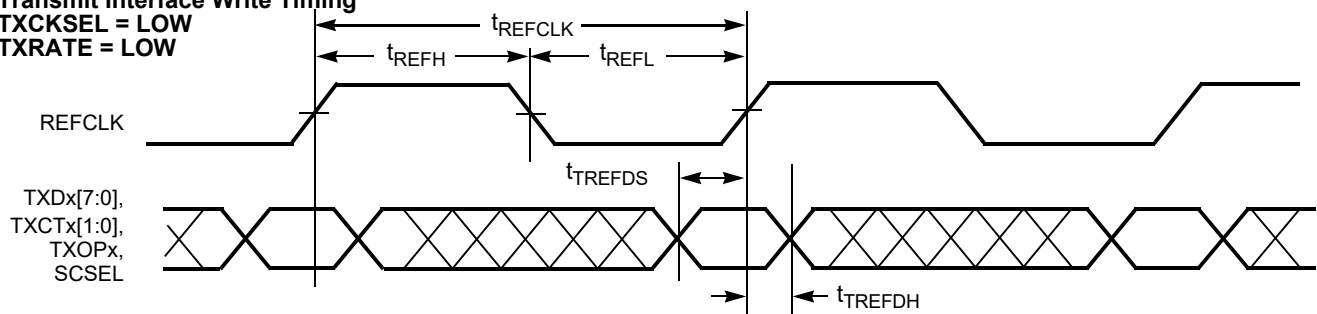 Transmit Interface Write Timing
TXCKSEL = LOW
TXRATE = LOW
tREFCLK
tREFH
tREFL
REFCLK
tTREFDS
TXDx[7:0],
TXCTx[1:0],
TXOPx,
SCSEL
tTREFDH